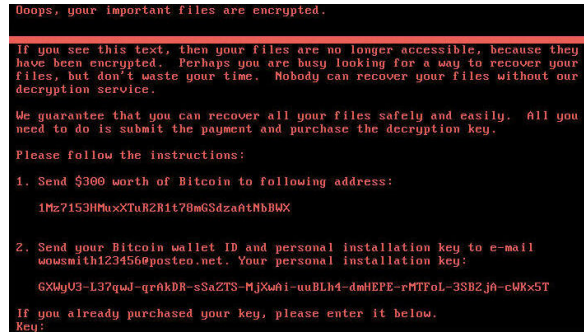 Ooops, your important files are encrypted.
If you see this text, then your files are no longer accessible, because they
have been encrypted. Perhaps you are busy looking for a way to recover your
files, but don't waste your time. Nobody can recover your files without our
decryption service.
We guarantee that you can recover all your files safely and easily. All you
need to do is submit the payment and purchase the decryption key.
Please follow the instructions:
1. Send $300 worth of Bitcoin to following address:
1Mz7153HMuxXTuR2R1t78mGSdzaAtNbBWX
2. Send your Bitcoin wallet ID and personal installation key to e-mail
wowsmith123456@posteo.net. Your personal installation key:
GXWyV3-L37qwJ-qrAkDR-sSaZTS-MjXwAi-uuBLh4-dmHEPE-rMTFoL-3SB2jA-cWKx5T
If you already purchased your key, please enter it below.
Key: